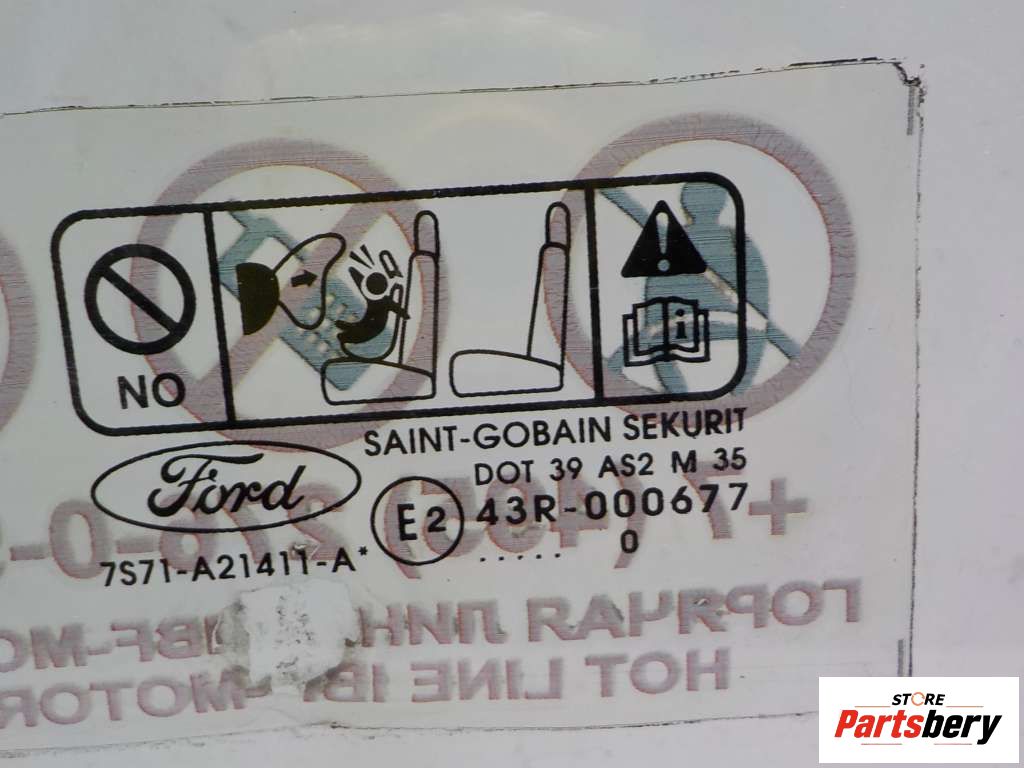 NO
i
SAINT-GOBAIN SEKURIT
DOT 39 AS2 M 35
Ford
E2 43R-000677
7S71-A21411-A*
..... 0
ГОРЯЧАЯ
HOT LINE
STORE
Partsbery